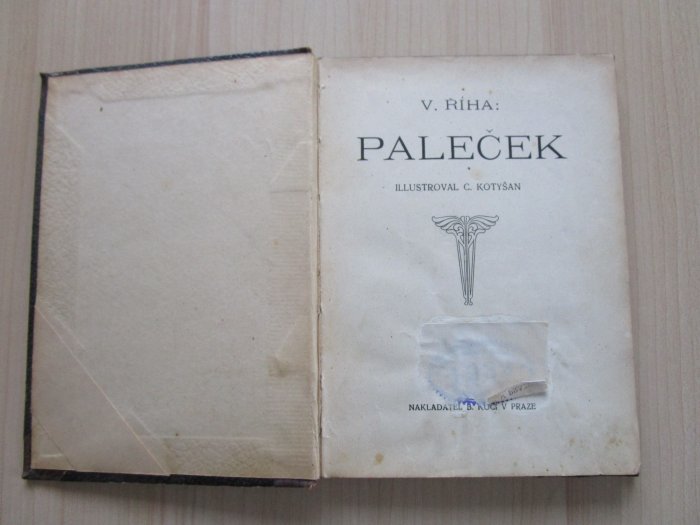 V. ŘÍHA:
PALEČEK
ILLUSTROVAL C. KOTYŠAN
NAKLADATEL B. KOČÍ V PRAZE